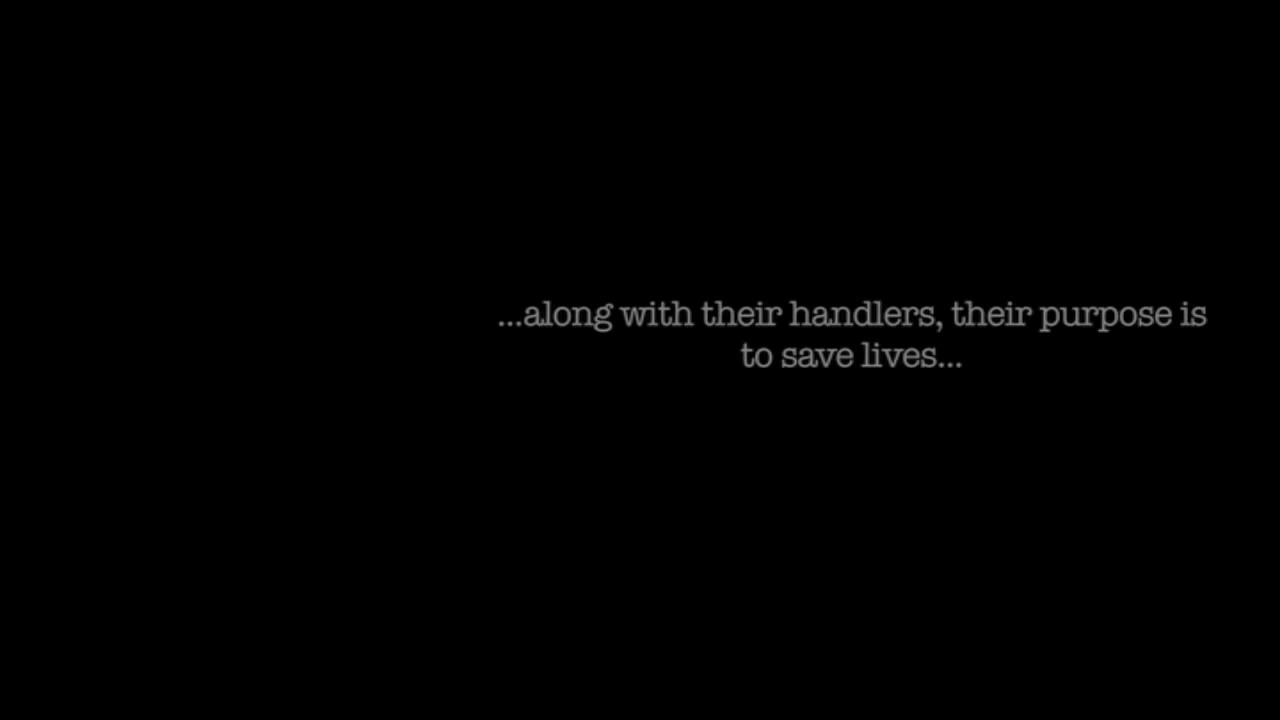 ...along with their handlers, their purpose is
to save lives...